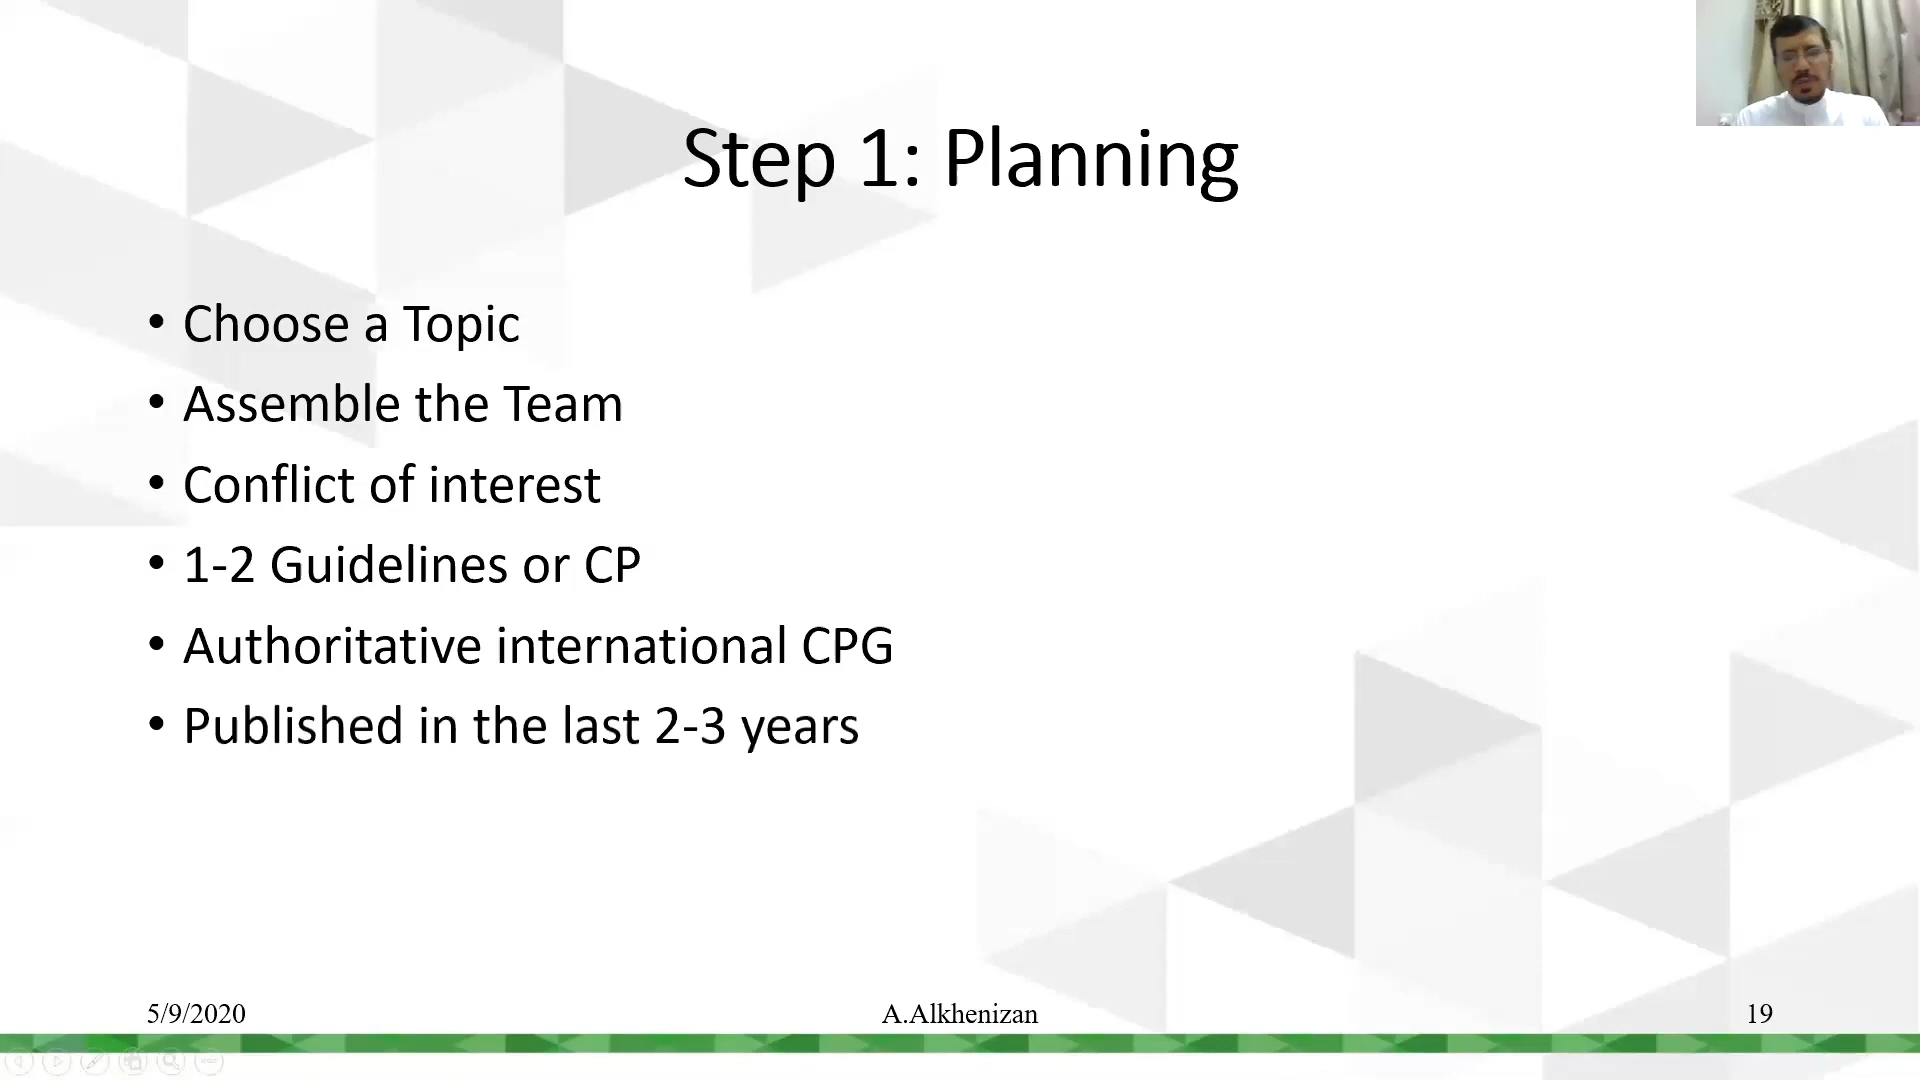 Step 1: Planning
• Choose a Topic
• Assemble the Team
• Conflict of interest
• 1-2 Guidelines or CP
• Authoritative international CPG
• Published in the last 2-3 years
5/9/2020
A.Alkhenizan
19